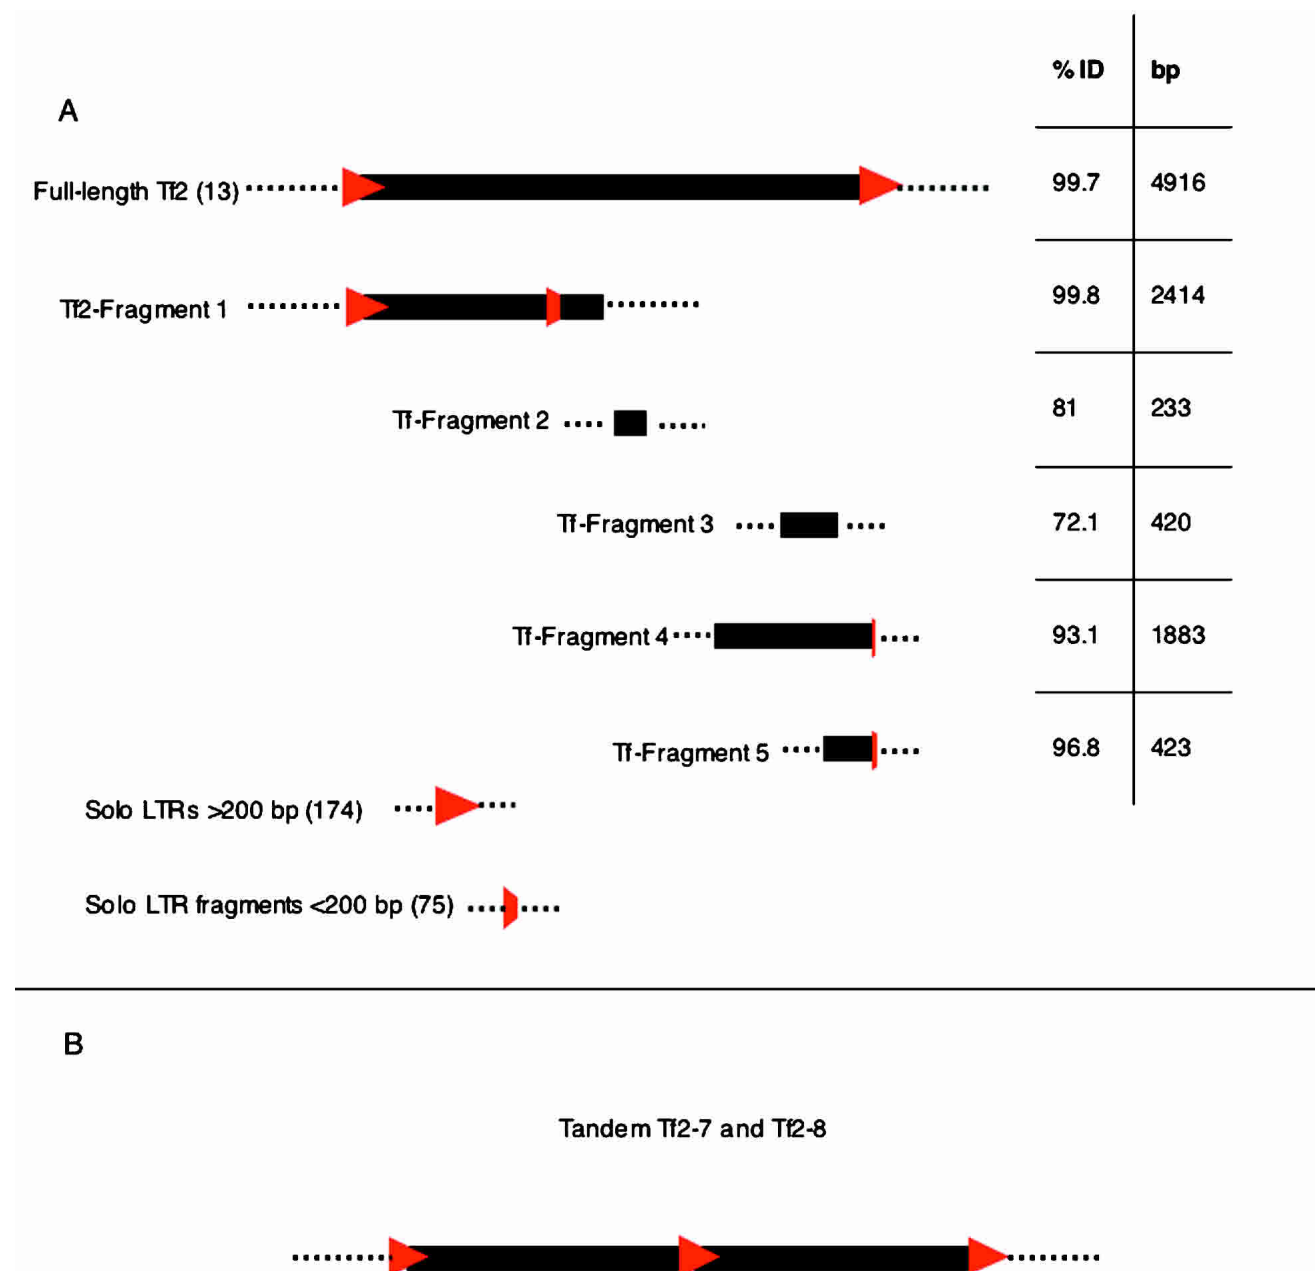 % ID bp
A
Full-length Tf2 (13) 99.7 4916
Tf2-Fragment 1 99.8 2414
Tf-Fragment 2 81 233
Tf-Fragment 3 72.1 420
Tf-Fragment 4 93.1 1883
Tf-Fragment 5 96.8 423
Solo LTRs >200 bp (174)
Solo LTR fragments <200 bp (75)
B
Tandem Tf2-7 and Tf2-8